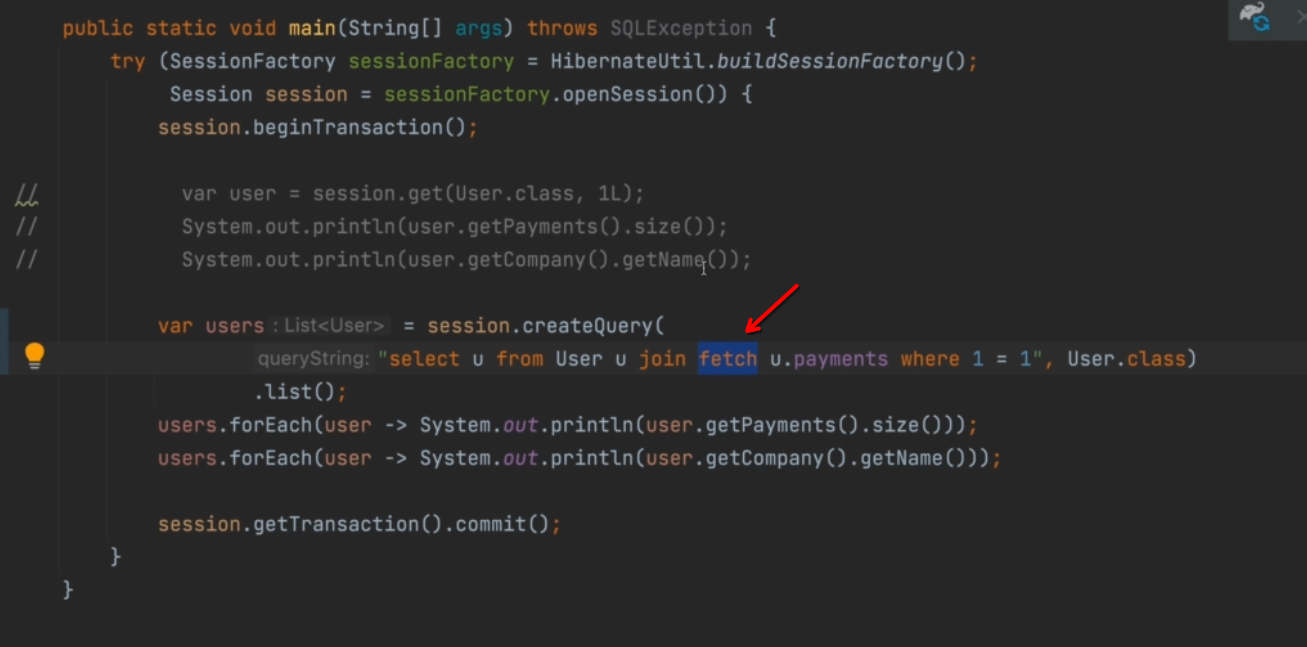 public static void main(String[] args) throws SQLException {
try (SessionFactory sessionFactory = HibernateUtil.buildSessionFactory();
Session session = sessionFactory.openSession()) {
session.beginTransaction();
// var user = session.get(User.class, 1L);
// System.out.println(user.getPayments().size());
// System.out.println(user.getCompany().getName());
var users : List<User> = session.createQuery(
queryString: "select u from User u join fetch u.payments where 1 = 1", User.class)
.list();
users.forEach(user -> System.out.println(user.getPayments().size()));
users.forEach(user -> System.out.println(user.getCompany().getName()));
session.getTransaction().commit();
}
}